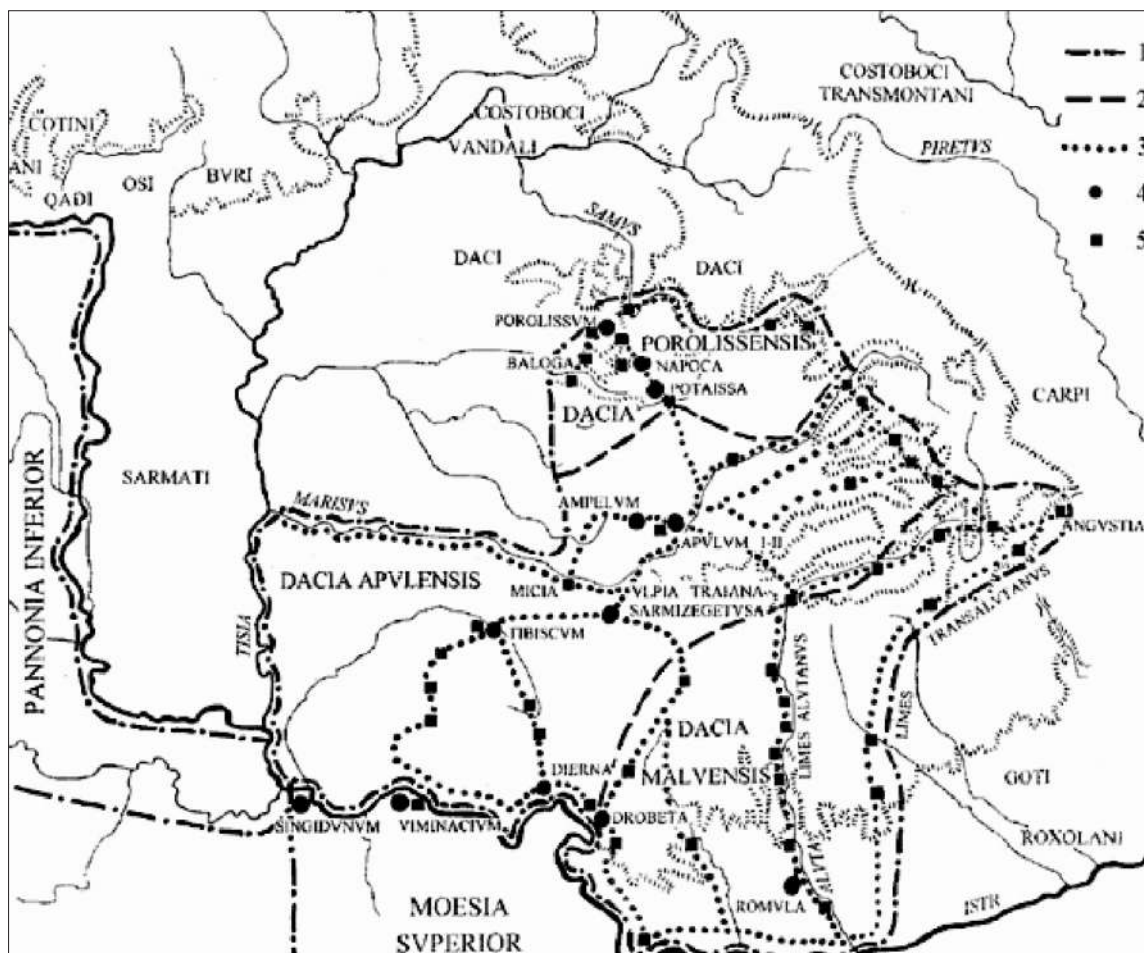 1
COSTOBOCI
TRANSMONTANI
2
COSTOBOCI
COTINI
VANDALI
PIRETVS
3
ANI
OSI
BVRI
QADI
4
SAMVS
5
DACI
DACI
POROLISSVM
POROLISSENSIS
BALOGA
NAPOCA
POTAISSA
CARPI
DACIA
SARMATI
MARISVS
AMPELVM
ANGVSTIA
APVLVM I-II
PANNONIA INFERIOR
DACIA APVLENSIS
MICIA
VLPIA TRAIANA
SARMIZEGETVSA
TRANSALVTANVS
TISIA
TIBISCVM
LIMES ALVTANVS
LIMES
DACIA
MALVENSIS
DIERNA
GOTI
SINGIDVNVM
VIMINACIVM
DROBETA
ROXOLANI
ALVTA
ROMVLA
ISTR
MOESIA
SVPERIOR